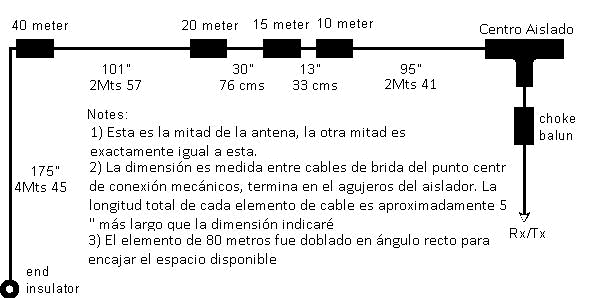 40 meter
20 meter
15 meter
10 meter
Centro Aislado
101"
2Mts 57
30"
76 cms
13"
33 cms
95"
2Mts 41
choke
balun
Notes:
1) Esta es la mitad de la antena, la otra mitad es
exactamente igual a esta.
2) La dimensión es medida entre cables de brida del punto centr
de conexión mecánicos, termina en el agujeros del aislador. La
longitud total de cada elemento de cable es aproximadamente 5
" más largo que la dimensión indicaré
3) El elemento de 80 metros fue doblado en ángulo recto para
encajar el espacio disponible
175"
4Mts 45
Rx/Tx
end
insulator